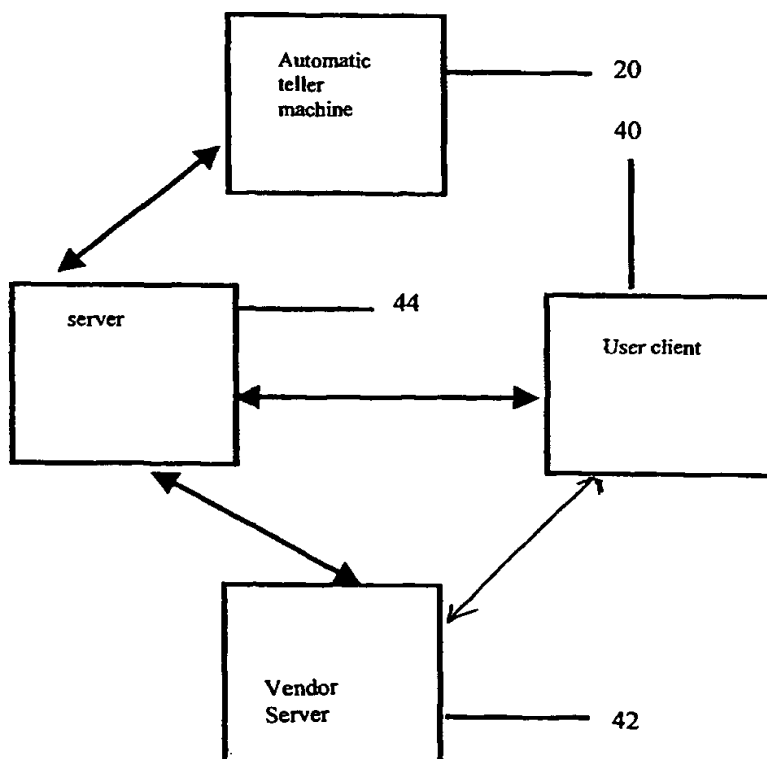 Automatic
teller
machine
20
40
server
44
User client
Vendor
Server
42